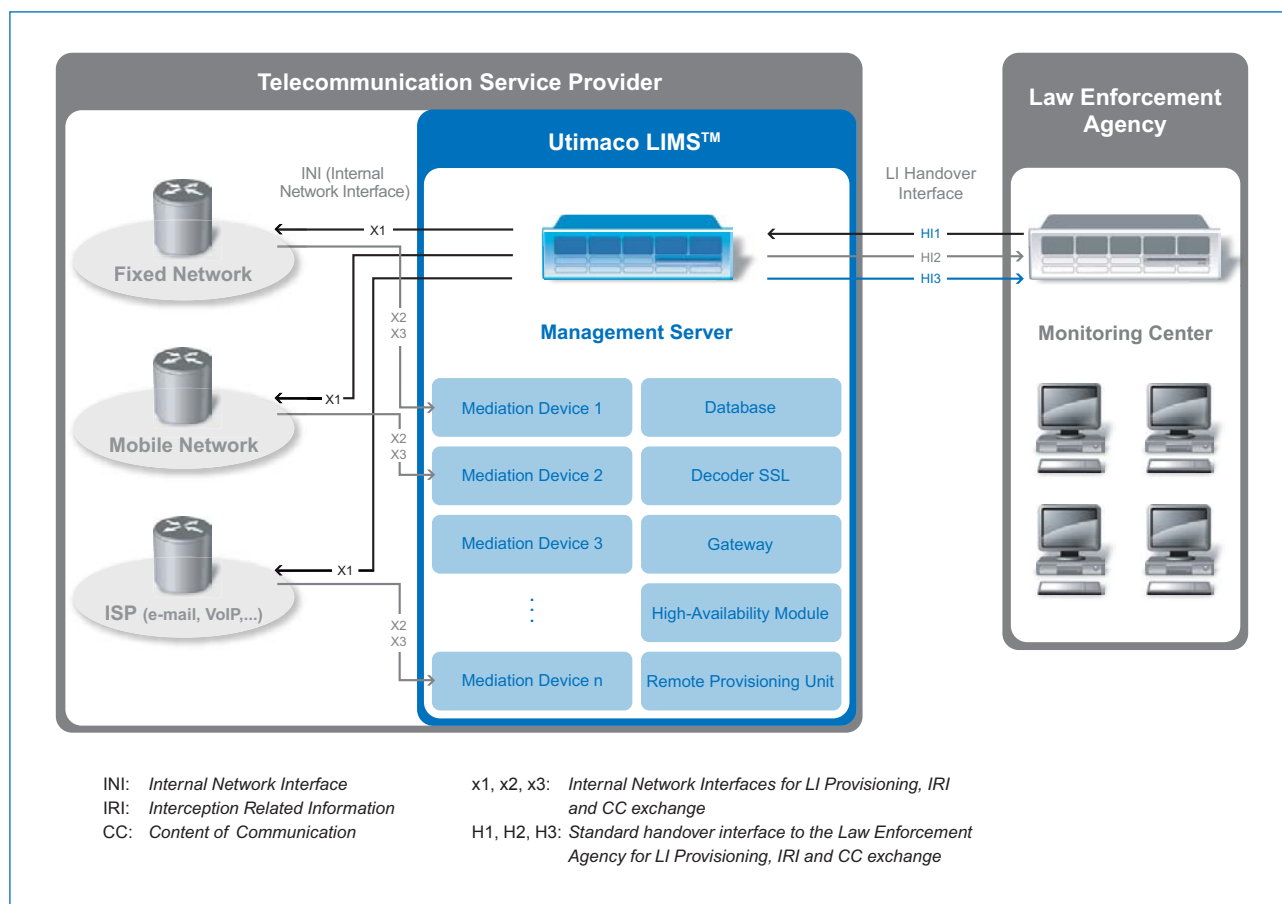 Telecommunication Service Provider
Law Enforcement
Agency
Utimaco LIMS™
INI (Internal
Network Interface)
LI Handover
Interface
X1
HI1
HI2
HI3
Fixed Network
X2
X3
Management Server
Monitoring Center
X1
Mediation Device 1
Database
Mobile Network
X2
X3
Mediation Device 2
Decoder SSL
Mediation Device 3
Gateway
X1
ISP (e-mail, VoIP,...)
High-Availability Module
X2
X3
Mediation Device n
Remote Provisioning Unit
INI: Internal Network Interface
IRI: Interception Related Information
CC: Content of Communication
x1, x2, x3: Internal Network Interfaces for LI Provisioning, IRI
and CC exchange
H1, H2, H3: Standard handover interface to the Law Enforcement
Agency for LI Provisioning, IRI and CC exchange